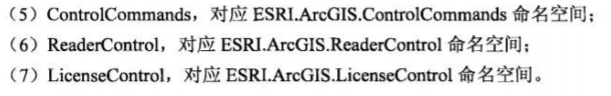 （5）ControlCommands，对应 ESRI.ArcGIS.ControlCommands 命名空间；
（6）ReaderControl，对应 ESRI.ArcGIS.ReaderControl 命名空间；
（7）LicenseControl，对应 ESRI.ArcGIS.LicenseControl 命名空间。